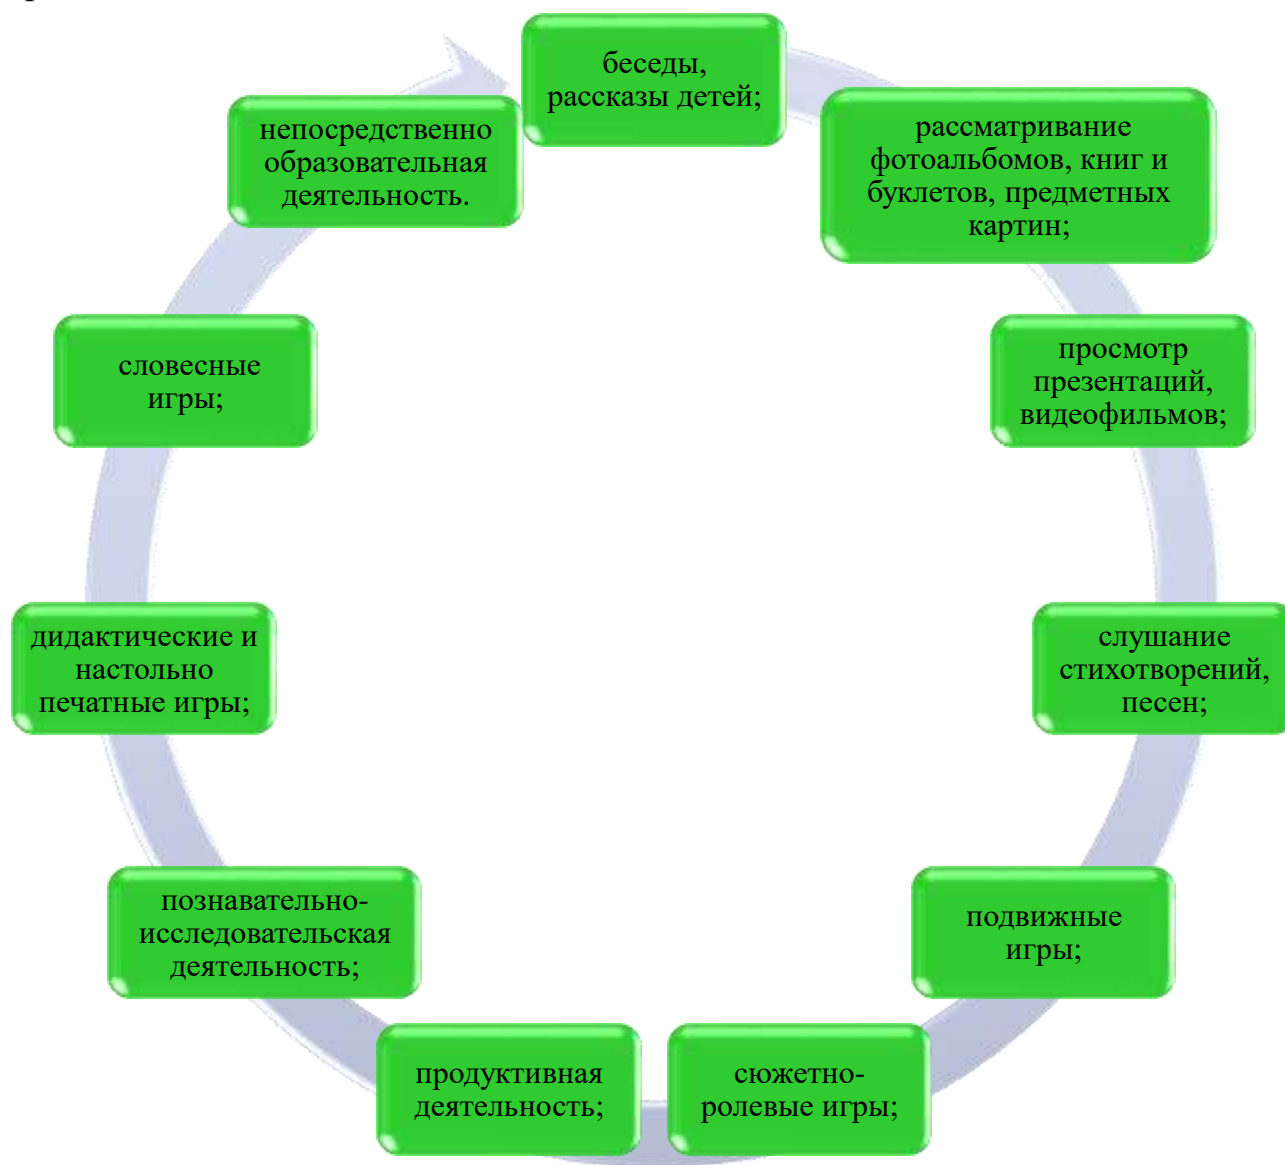 беседы,
рассказы детей;
рассматривание
фотоальбомов, книг и
буклетов, предметных
картин;
просмотр
презентаций,
видеофильмов;
слушание
стихотворений,
песен;
подвижные
игры;
сюжетно-
ролевые игры;
продуктивная
деятельность;
познавательно-
исследовательская
деятельность;
дидактические и
настольно
печатные игры;
словесные
игры;
непосредственно
образовательная
деятельность.